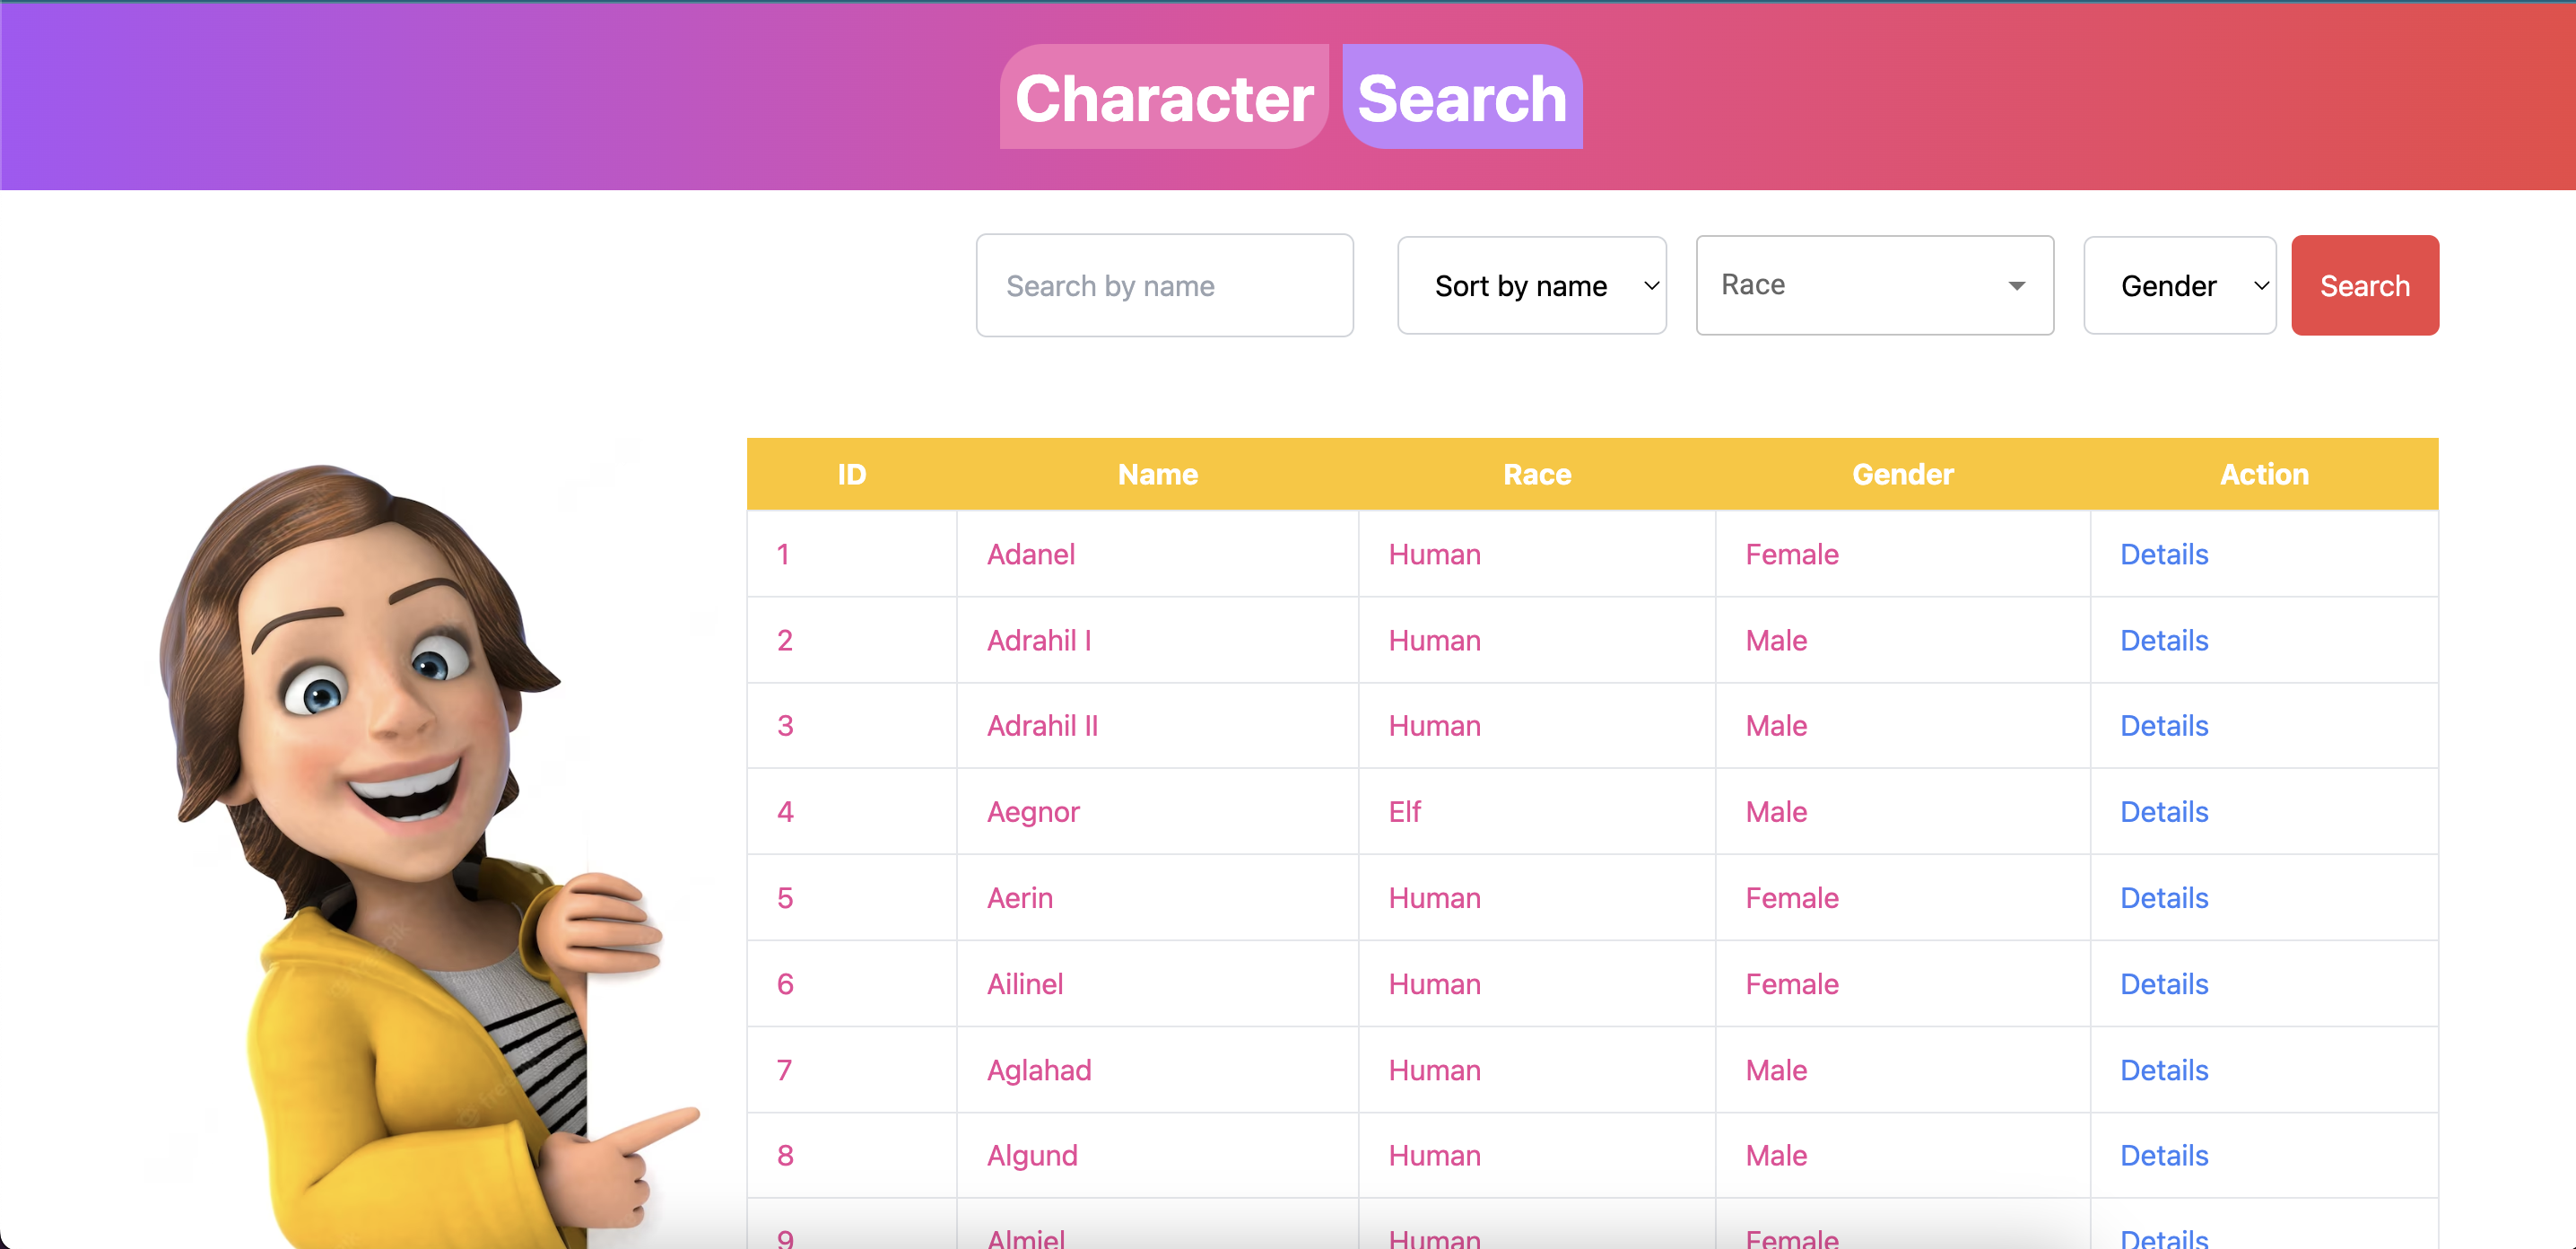 Character Search
Search by name Sort by name Race Gender Search
ID Name Race Gender Action
1 Adanel Human Female Details
2 Adrahil I Human Male Details
3 Adrahil II Human Male Details
4 Aegnor Elf Male Details
5 Aerin Human Female Details
6 Ailinel Human Female Details
7 Aglahad Human Male Details
8 Algund Human Male Details
9 Almiel Human Female Details